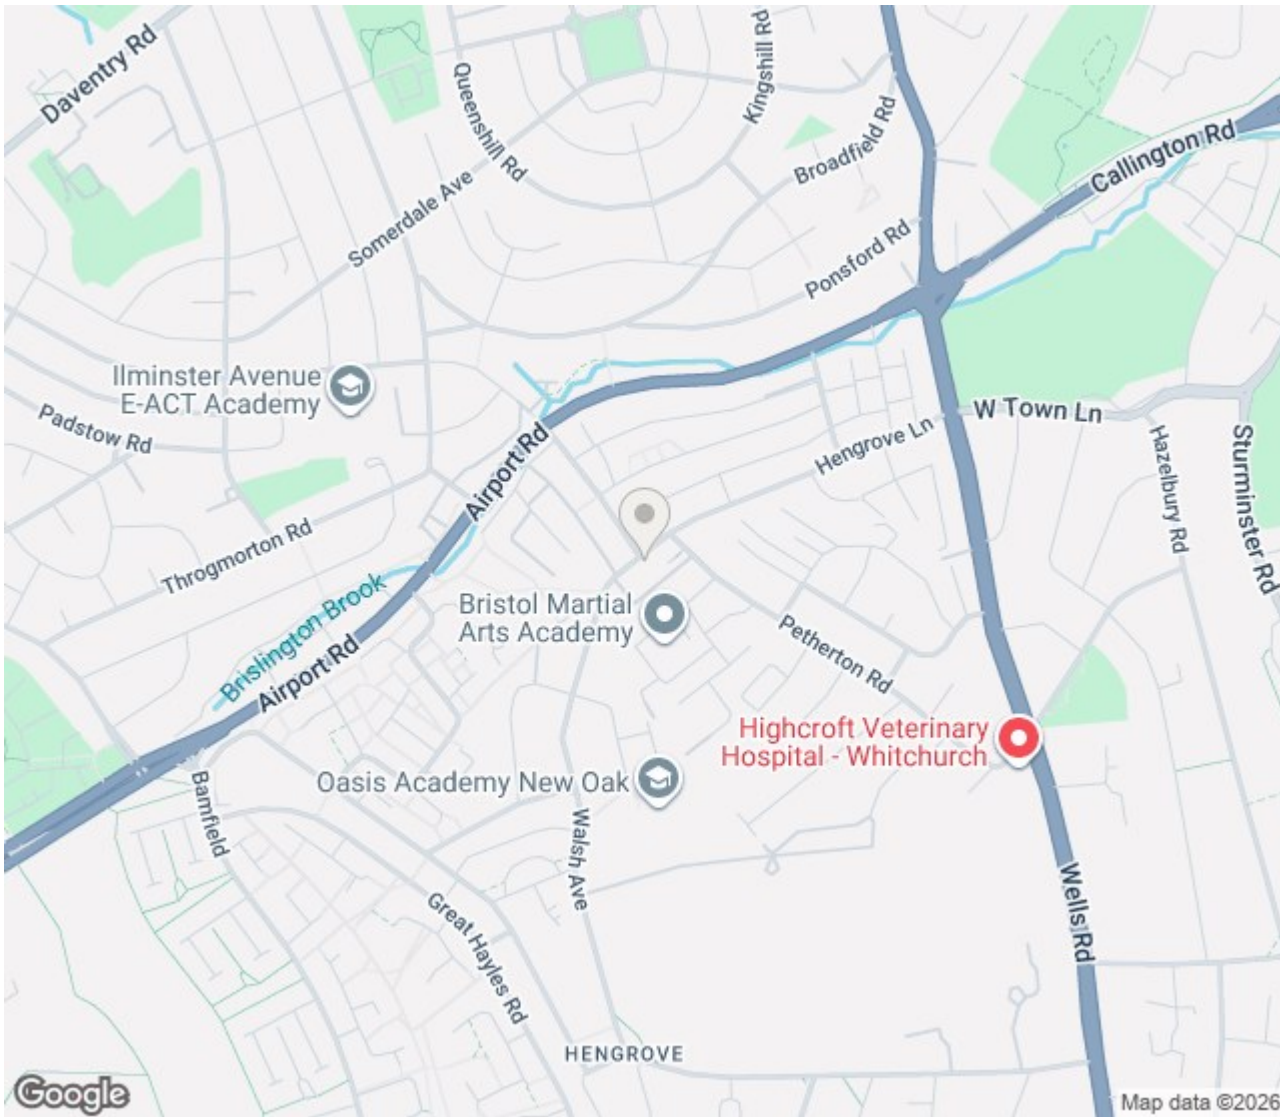 Daventry Rd
Queenshill Rd
Kingshill Rd
Broadfield Rd
Callington Rd
Somerdale Ave
Ponsford Rd
Ilminster Avenue
E-ACT Academy
Padstow Rd
Airport Rd
Hengrove Ln
W Town Ln
Hazelbury Rd
Sturminster Rd
Throgmorton Rd
Brislington Brook
Airport Rd
Bristol Martial
Arts Academy
Petherton Rd
Highcroft Veterinary
Hospital - Whitchurch
Oasis Academy New Oak
Bamfield
Walsh Ave
Great Hayles Rd
Wells Rd
HENGROVE
Google
Map data ©2026